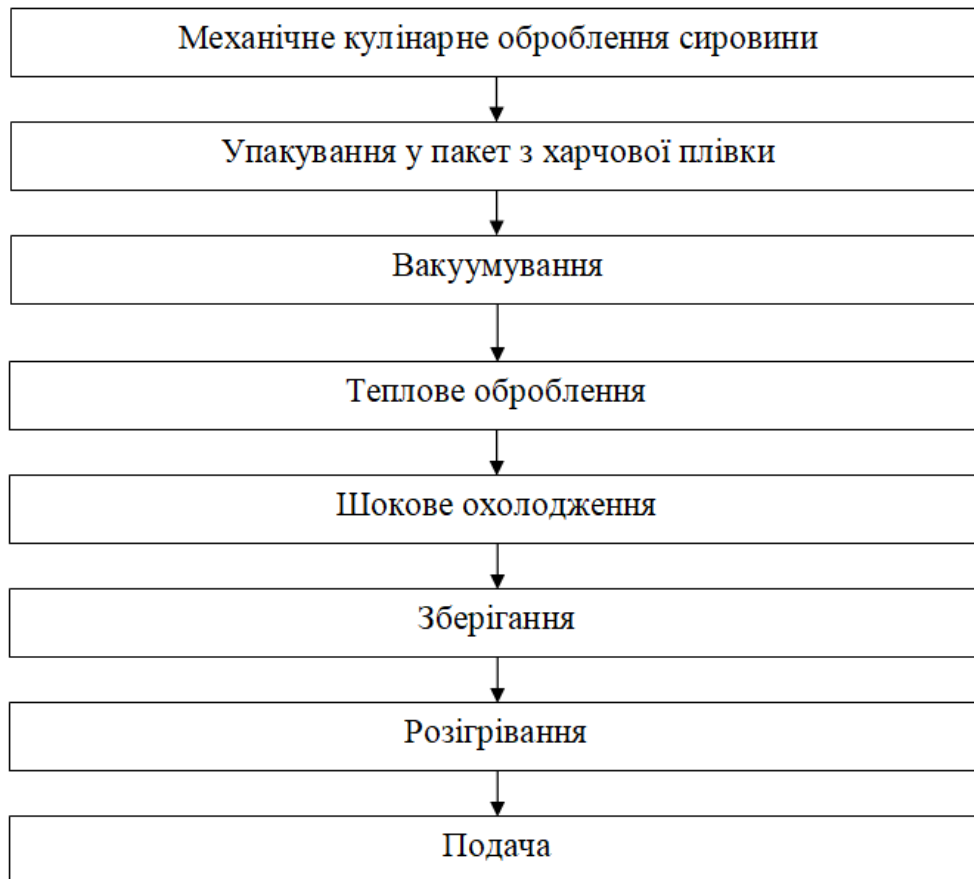 Механічне кулінарне оброблення сировини
Упакування у пакет з харчової плівки
Вакуумування
Теплове оброблення
Шокове охолодження
Зберігання
Розігрівання
Подача